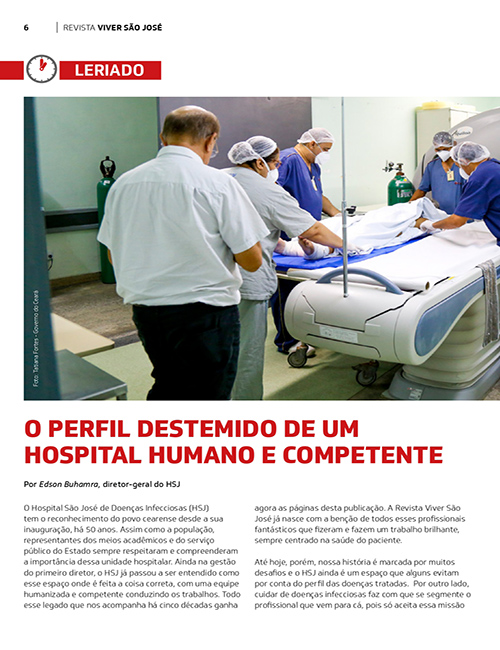 6
REVISTA VIVER SÃO JOSÉ
LERIADO
Foto: Tatiana Fortes - Governo do Ceará
O PERFIL DESTEMIDO DE UM
HOSPITAL HUMANO E COMPETENTE
Por Edson Buhamra, diretor-geral do HSJ
O Hospital São José de Doenças Infecciosas (HSJ)
tem o reconhecimento do povo cearense desde a sua
inauguração, há 50 anos. Assim como a população,
representantes dos meios acadêmicos e do serviço
público do Estado sempre respeitaram e compreenderam
a importância dessa unidade hospitalar. Ainda na gestão
do primeiro diretor, o HSJ já passou a ser entendido como
esse espaço onde é feita a coisa correta, com uma equipe
humanizada e competente conduzindo os trabalhos. Todo
esse legado que nos acompanha há cinco décadas ganha
agora as páginas desta publicação. A Revista Viver São
José já nasce com a benção de todos esses profissionais
fantásticos que fizeram e fazem um trabalho brilhante,
sempre centrado na saúde do paciente.
Até hoje, porém, nossa história é marcada por muitos
desafios e o HSJ ainda é um espaço que alguns evitam
por conta do perfil das doenças tratadas. Por outro lado,
cuidar de doenças infecciosas faz com que se segmente o
profissional que vem para cá, pois só aceita essa missão